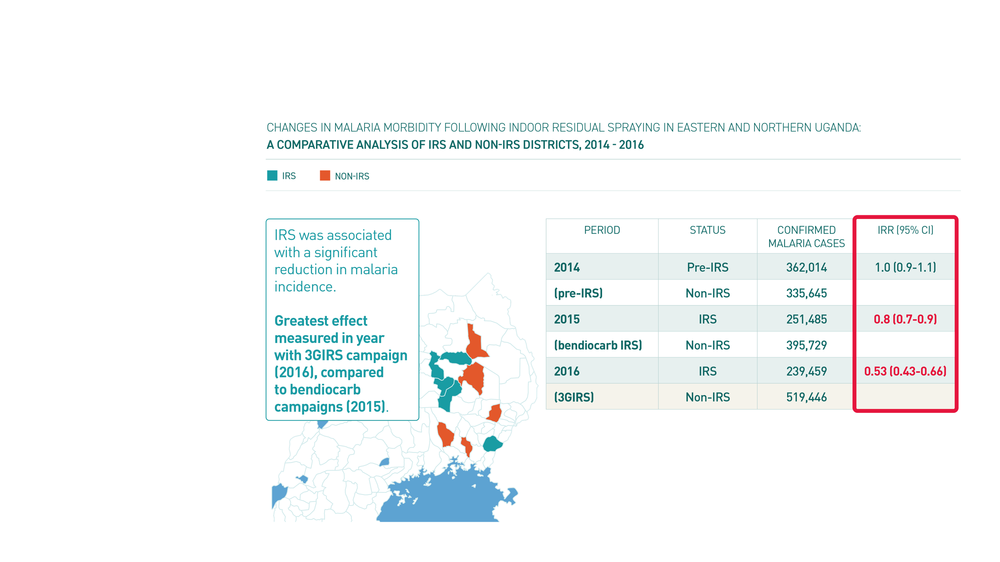 CHANGES IN MALARIA MORBIDITY FOLLOWING INDOOR RESIDUAL SPRAYING IN EASTERN AND NORTHERN UGANDA:
A COMPARATIVE ANALYSIS OF IRS AND NON-IRS DISTRICTS, 2014 - 2016
IRS NON-IRS
IRS was associated
with a significant
reduction in malaria
incidence.
Greatest effect
measured in year
with 3GIRS campaign
(2016), compared
to bendiocarb
campaigns (2015).
PERIOD STATUS CONFIRMED MALARIA CASES IRR (95% CI)
2014 Pre-IRS 362,014 1.0 (0.9-1.1)
(pre-IRS) Non-IRS 335,645
2015 IRS 251,485 0.8 (0.7-0.9)
(bendiocarb IRS) Non-IRS 395,729
2016 IRS 239,459 0.53 (0.43-0.66)
(3GIRS) Non-IRS 519,446